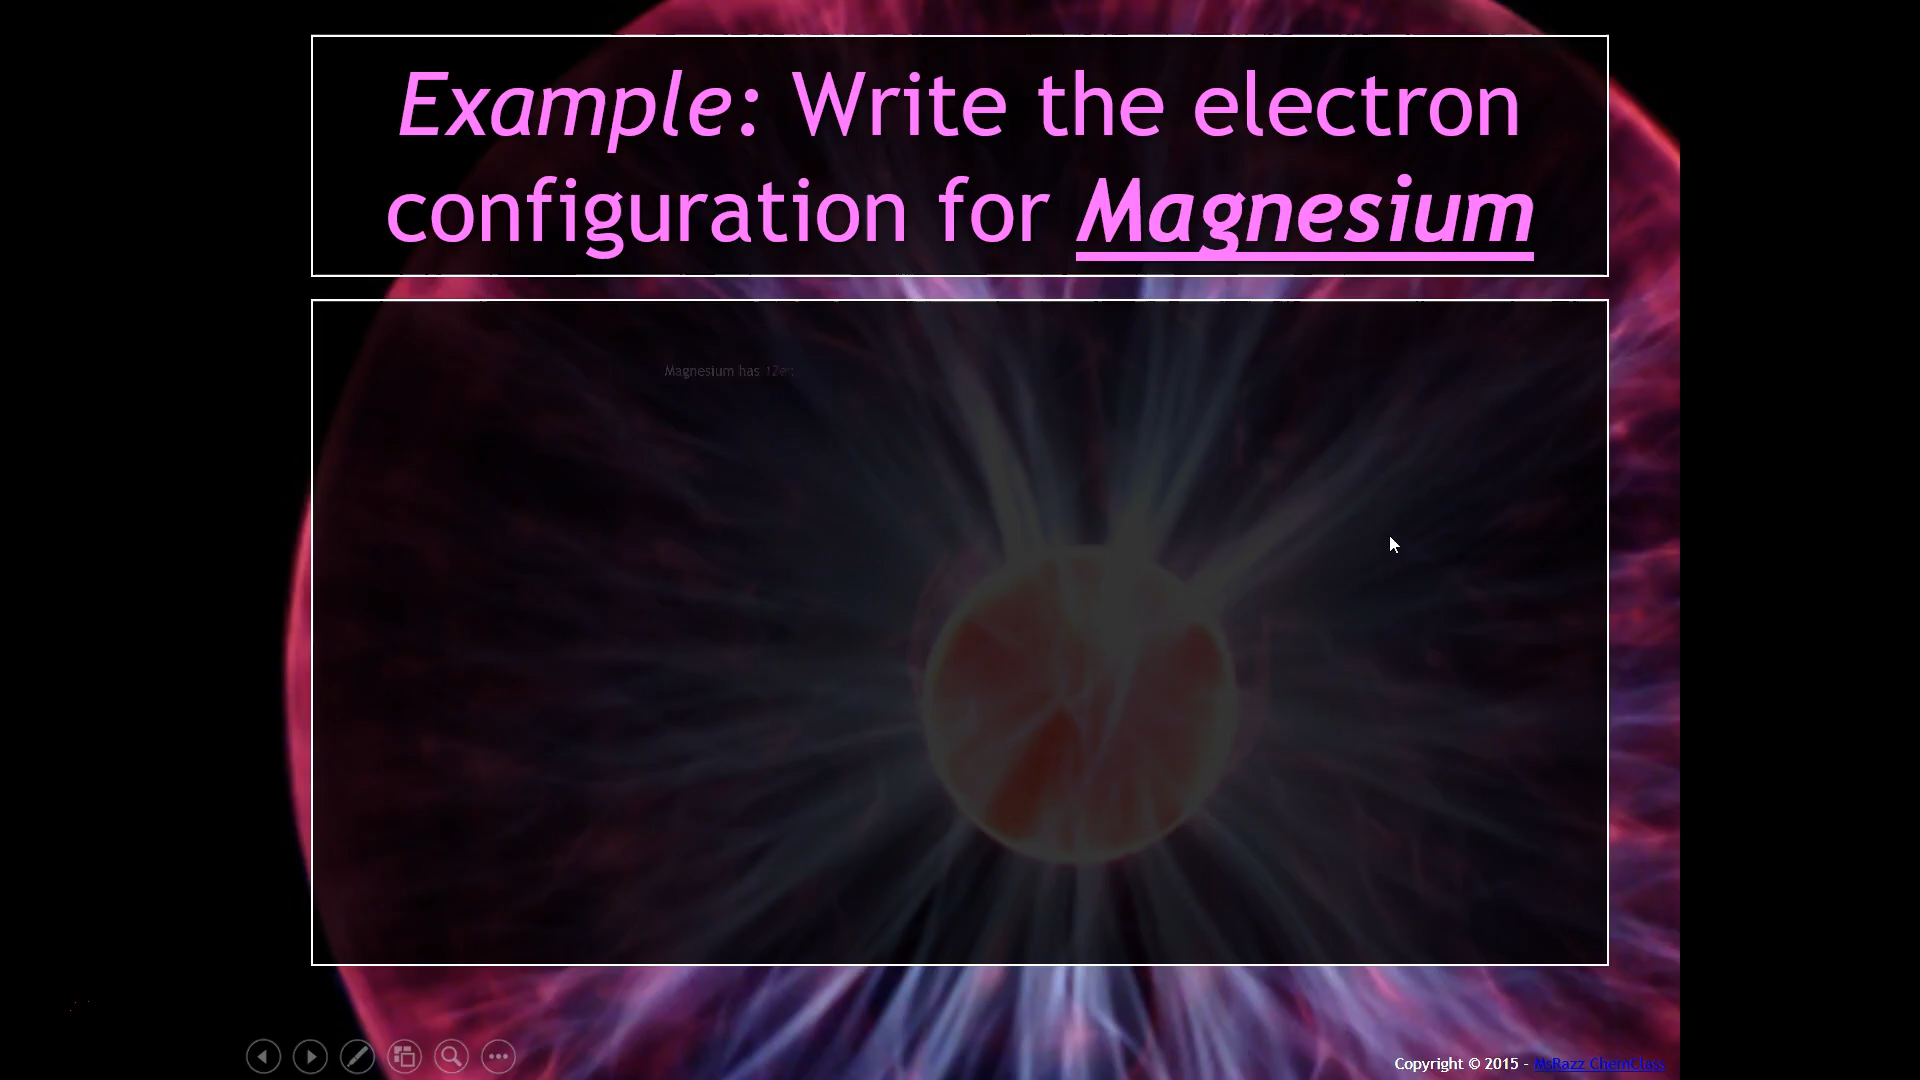 Example: Write the electron
configuration for Magnesium
Magnesium has 12e-:
Copyright © 2015 - MsRazz ChemClass